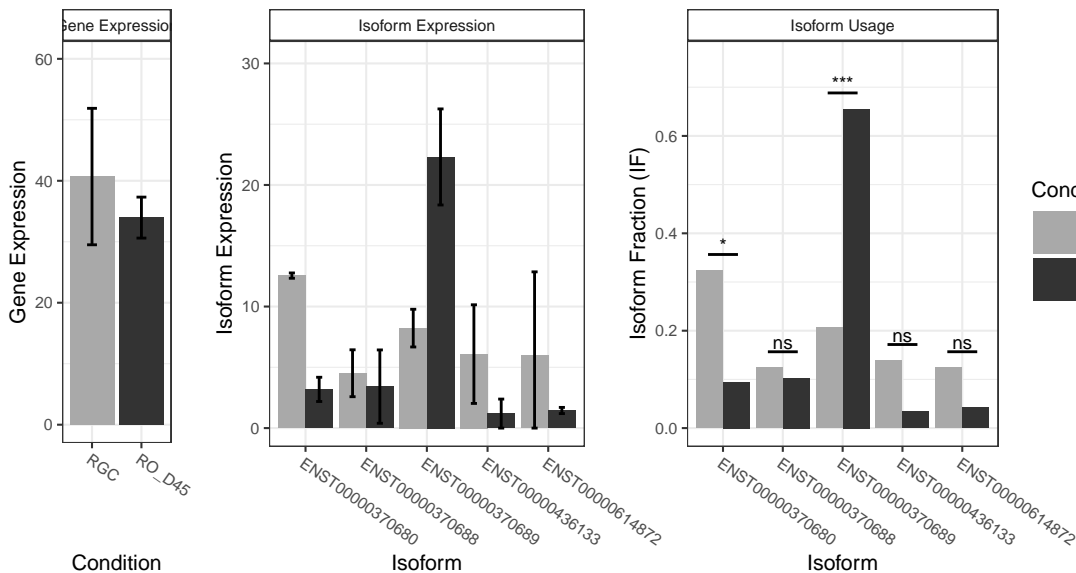 Gene Expression
Isoform Expression
Isoform Usage
Gene Expression
60
40
20
0
RGC
RO_D45
Condition
Isoform Expression
30
20
10
0
ENST00000370680
ENST00000370688
ENST00000370689
ENST00000436133
ENST00000614872
Isoform
Isoform Fraction (IF)
0.6
0.4
0.2
0.0
*
ns
***
ns
ns
ENST00000370680
ENST00000370688
ENST00000370689
ENST00000436133
ENST00000614872
Isoform
Cond